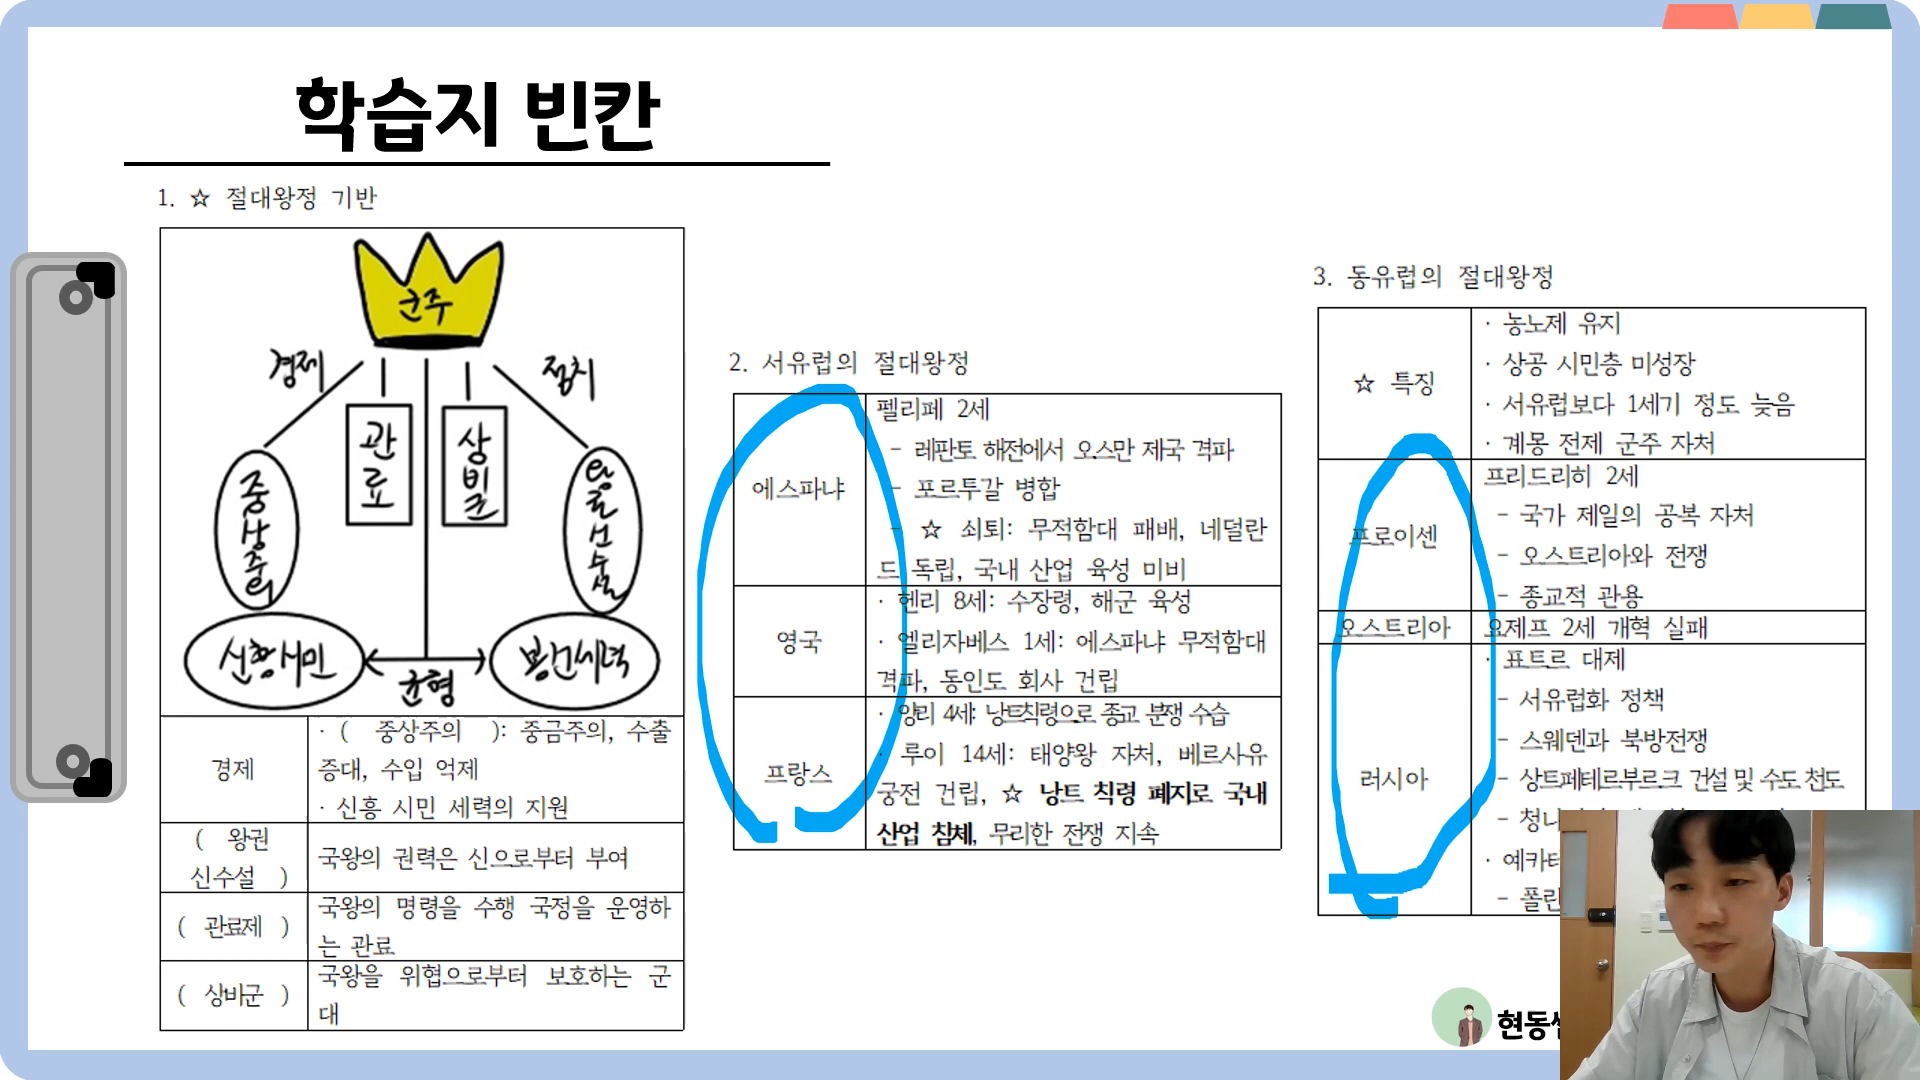 학습지 빈칸
1. ☆ 절대왕정 기반
군주
경제
정치
관료
상비군
중상주의
왕권신수설
신흥시민
봉건세력
균형
경제
· ( 중상주의 ): 중금주의, 수출
증대, 수입 억제
· 신흥 시민 세력의 지원
( 왕권
신수설 )
국왕의 권력은 신으로부터 부여
( 관료제 )
국왕의 명령을 수행 국정을 운영하
는 관료
( 상비군 )
국왕을 위협으로부터 보호하는 군
대
2. 서유럽의 절대왕정
에스파냐
펠리페 2세
- 레판토 해전에서 오스만 제국 격파
- 포르투갈 병합
- ☆ 쇠퇴: 무적함대 패배, 네덜란
드 독립, 국내 산업 육성 미비
영국
· 헨리 8세: 수장령, 해군 육성
· 엘리자베스 1세: 에스파냐 무적함대
격파, 동인도 회사 건립
프랑스
· 앙리 4세: 낭트칙령으로 종교 분쟁 수습
· 루이 14세: 태양왕 자처, 베르사유
궁전 건립, ☆ 낭트 칙령 폐지로 국내
산업 침체, 무리한 전쟁 지속
3. 동유럽의 절대왕정
☆ 특징
· 농노제 유지
· 상공 시민층 미성장
· 서유럽보다 1세기 정도 늦음
· 계몽 전제 군주 자처
프로이센
프리드리히 2세
- 국가 제일의 공복 자처
- 오스트리아와 전쟁
- 종교적 관용
오스트리아
요제프 2세 개혁 실패
러시아
· 표트르 대제
- 서유럽화 정책
- 스웨덴과 북방전쟁
- 상트페테르부르크 건설 및 수도 천도
- 청나
· 예카테
- 폴란
현동쌤